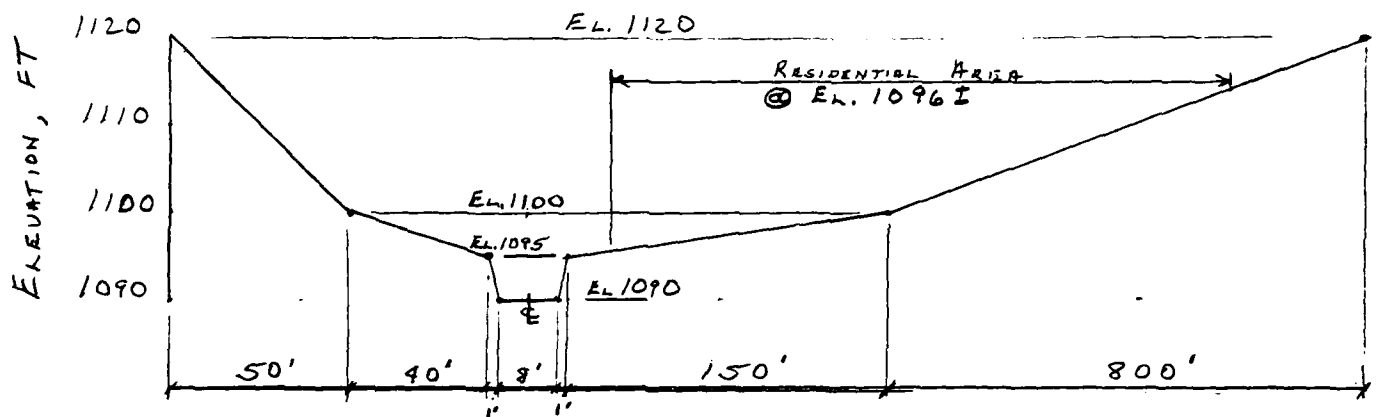 1120
EL. 1120
RESIDENTIAL AREA
@ EL. 1096±
1110
1100
EL. 1100
EL. 1095
1090
EL 1090
℄
ELEVATION, FT
50'
40'
8'
150'
800'
1'
1'